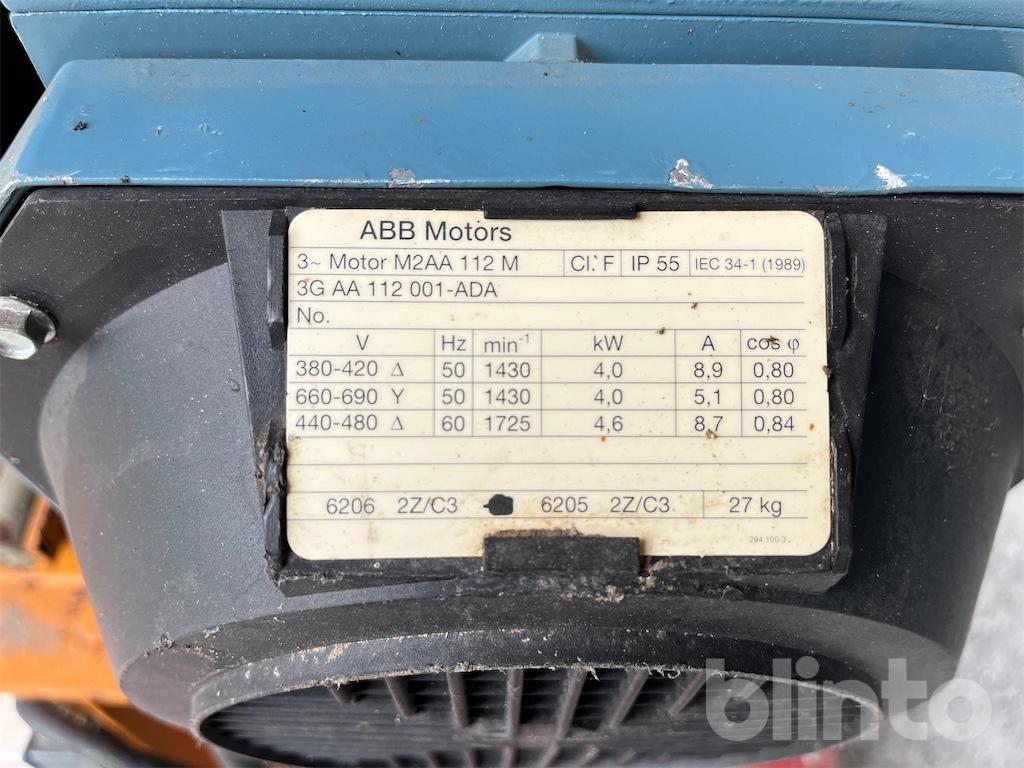 ABB Motors
3~ Motor M2AA 112 M Cl. F IP 55 IEC 34-1 (1989)
3G AA 112 001-ADA
No.
V Hz min⁻¹ kW A cos φ
380-420 Δ 50 1430 4,0 8,9 0,80
660-690 Y 50 1430 4,0 5,1 0,80
440-480 Δ 60 1725 4,6 8,7 0,84
6206 2Z/C3 6205 2Z/C3 27 kg
294 100-3
blinto